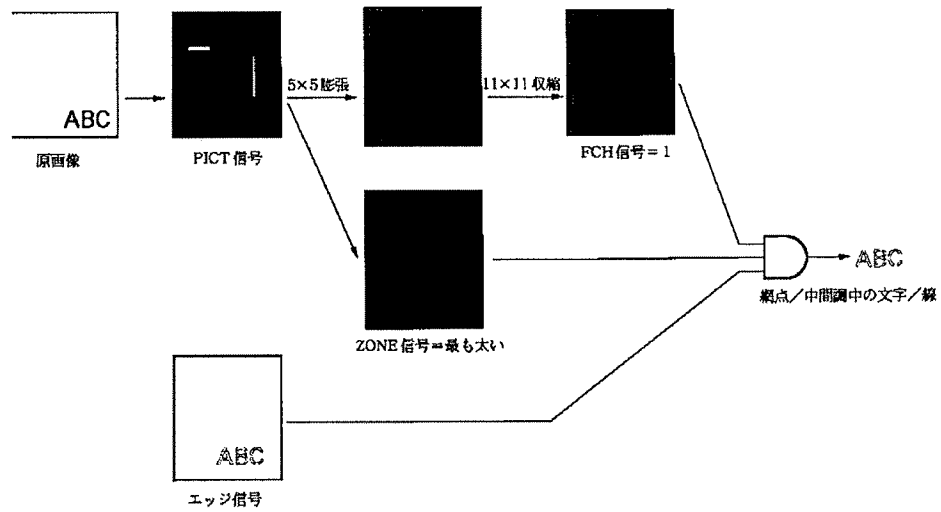 ABC
原画像
PICT信号
5×5膨張
11×11収縮
FCH信号=1
ZONE信号=最も太い
ABC
網点/中間調中の文字/線
ABC
エッジ信号